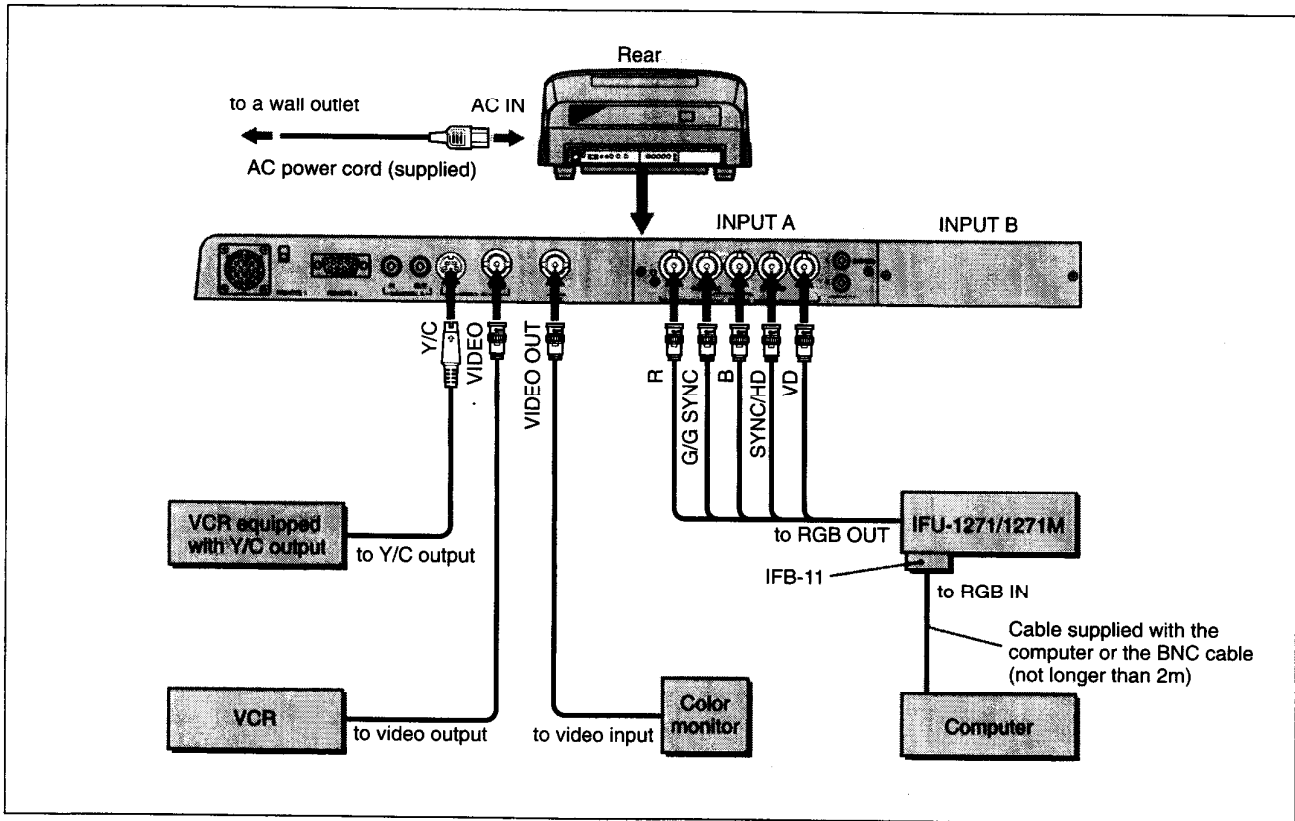 Rear
to a wall outlet
AC IN
AC power cord (supplied)
INPUT A
INPUT B
Y/C
VIDEO
VIDEO OUT
R
G/G SYNC
B
SYNC/HD
VD
VCR equipped
with Y/C output
to Y/C output
to RGB OUT
IFU-1271/1271M
IFB-11
to RGB IN
Cable supplied with the
computer or the BNC cable
(not longer than 2m)
VCR
to video output
to video input
Color
monitor
Computer